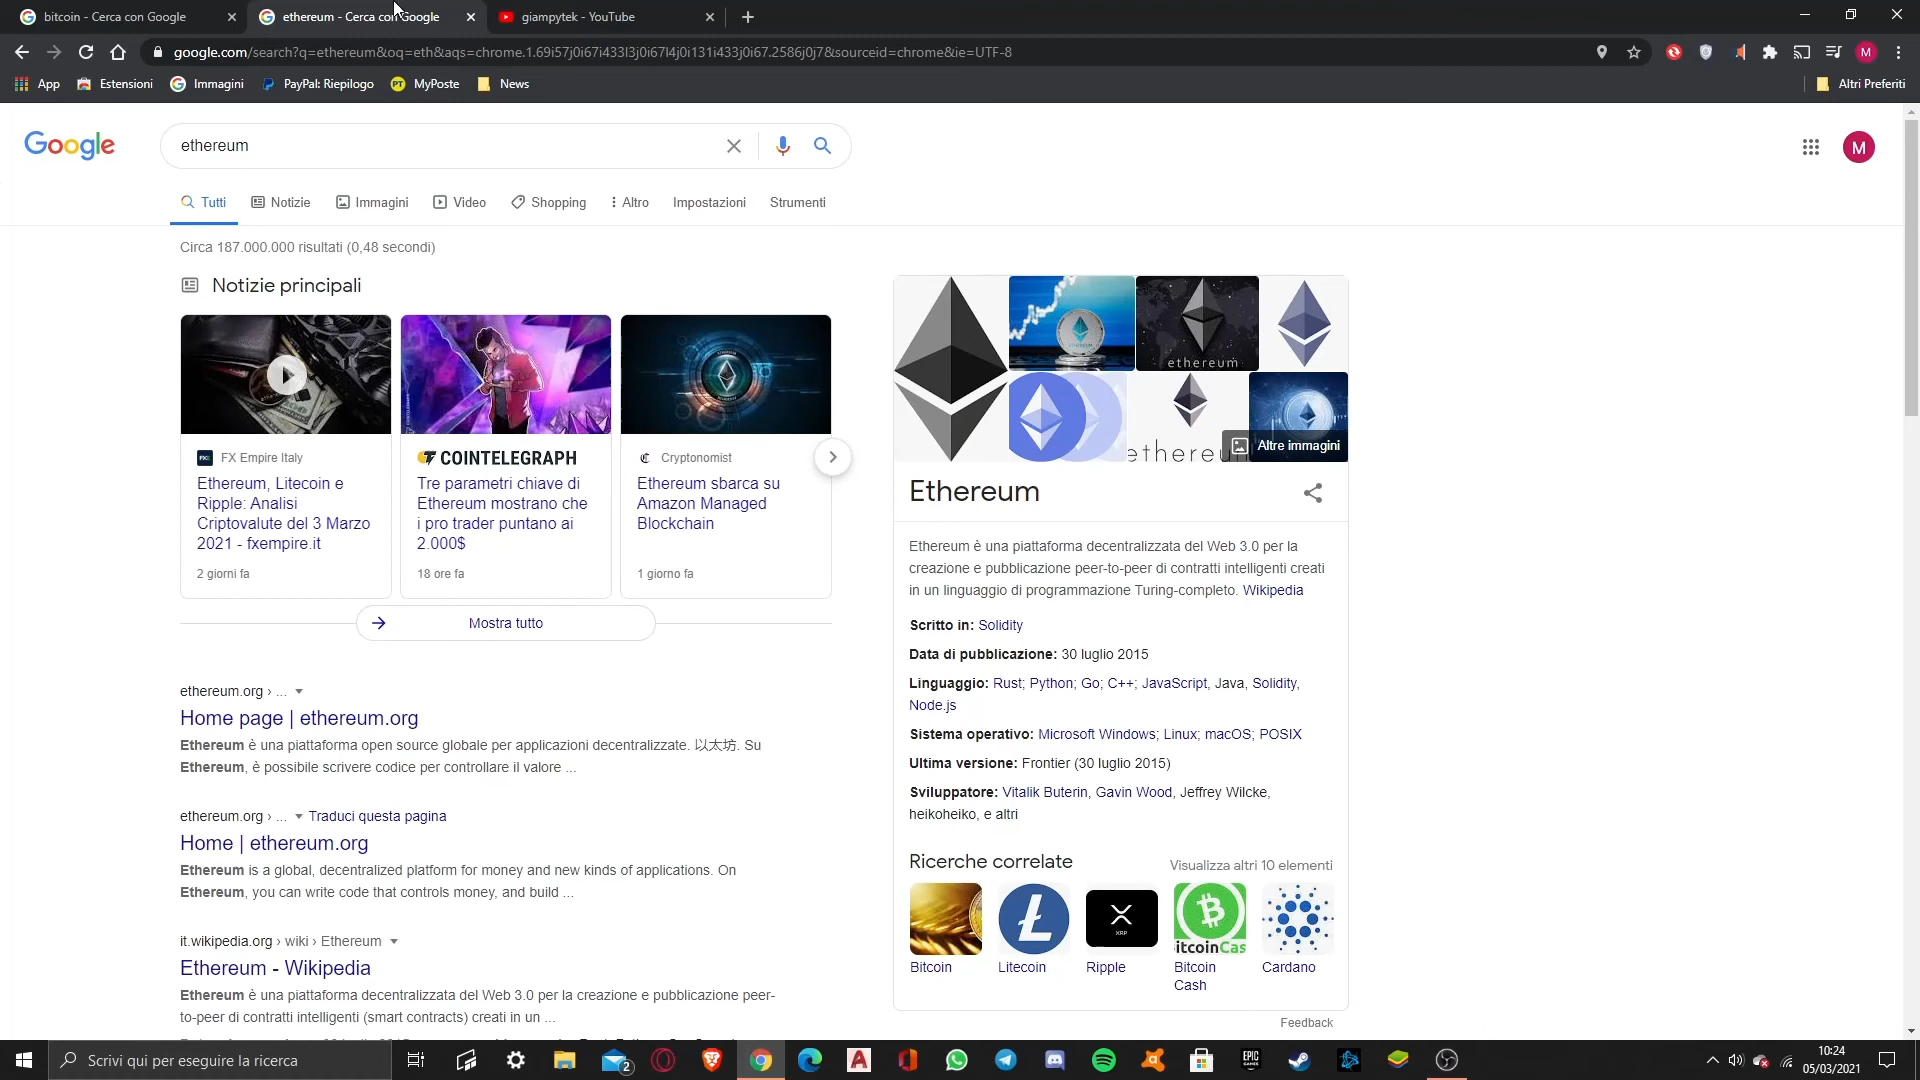 bitcoin - Cerca con Google
ethereum - Cerca con Google
giampytek - YouTube
google.com/search?q=ethereum&oq=eth&aqs=chrome.1.69i57j0i67i433l3j0i67l4j0i131i433j0i67.2586j0j7&sourceid=chrome&ie=UTF-8
M
App
Estensioni
Immagini
PayPal: Riepilogo
MyPoste
News
Altri Preferiti
Google
ethereum
M
Tutti
Notizie
Immagini
Video
Shopping
Altro
Impostazioni
Strumenti
Circa 187.000.000 risultati (0,48 secondi)
Notizie principali
FX Empire Italy
Ethereum, Litecoin e
Ripple: Analisi
Criptovalute del 3 Marzo
2021 - fxempire.it
2 giorni fa
COINTELEGRAPH
Tre parametri chiave di
Ethereum mostrano che
i pro trader puntano ai
2.000$
18 ore fa
Cryptonomist
Ethereum sbarca su
Amazon Managed
Blockchain
1 giorno fa
Mostra tutto
ethereum.org › ...
Home page | ethereum.org
Ethereum è una piattaforma open source globale per applicazioni decentralizzate. 以太坊. Su
Ethereum, è possibile scrivere codice per controllare il valore ...
ethereum.org › ... Traduci questa pagina
Home | ethereum.org
Ethereum is a global, decentralized platform for money and new kinds of applications. On
Ethereum, you can write code that controls money, and build ...
it.wikipedia.org › wiki › Ethereum
Ethereum - Wikipedia
Ethereum è una piattaforma decentralizzata del Web 3.0 per la creazione e pubblicazione peer-
to-peer di contratti intelligenti (smart contracts) creati in un ...
ethereum
ethereum
Altre immagini
Ethereum
Ethereum è una piattaforma decentralizzata del Web 3.0 per la
creazione e pubblicazione peer-to-peer di contratti intelligenti creati
in un linguaggio di programmazione Turing-completo. Wikipedia
Scritto in: Solidity
Data di pubblicazione: 30 luglio 2015
Linguaggio: Rust; Python; Go; C++; JavaScript, Java, Solidity,
Node.js
Sistema operativo: Microsoft Windows; Linux; macOS; POSIX
Ultima versione: Frontier (30 luglio 2015)
Sviluppatore: Vitalik Buterin, Gavin Wood, Jeffrey Wilcke,
heikoheiko, e altri
Ricerche correlate
Visualizza altri 10 elementi
XRP
itcoinCas
Bitcoin
Litecoin
Ripple
Bitcoin
Cash
Cardano
Feedback
Scrivi qui per eseguire la ricerca
2
EPIC
GAMES
10:24
05/03/2021